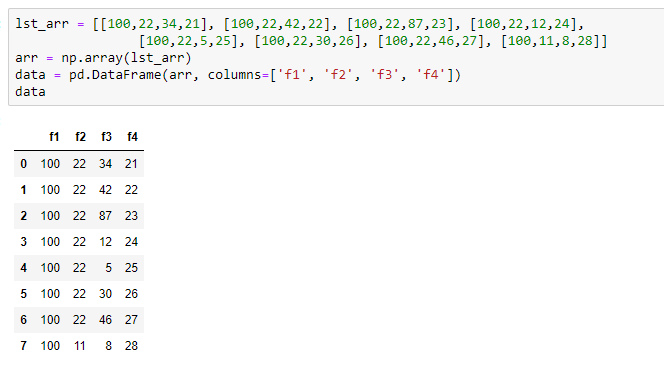 lst_arr = [[100,22,34,21], [100,22,42,22], [100,22,87,23], [100,22,12,24],
[100,22,5,25], [100,22,30,26], [100,22,46,27], [100,11,8,28]]
arr = np.array(lst_arr)
data = pd.DataFrame(arr, columns=['f1', 'f2', 'f3', 'f4'])
data
f1 f2 f3 f4
0 100 22 34 21
1 100 22 42 22
2 100 22 87 23
3 100 22 12 24
4 100 22 5 25
5 100 22 30 26
6 100 22 46 27
7 100 11 8 28